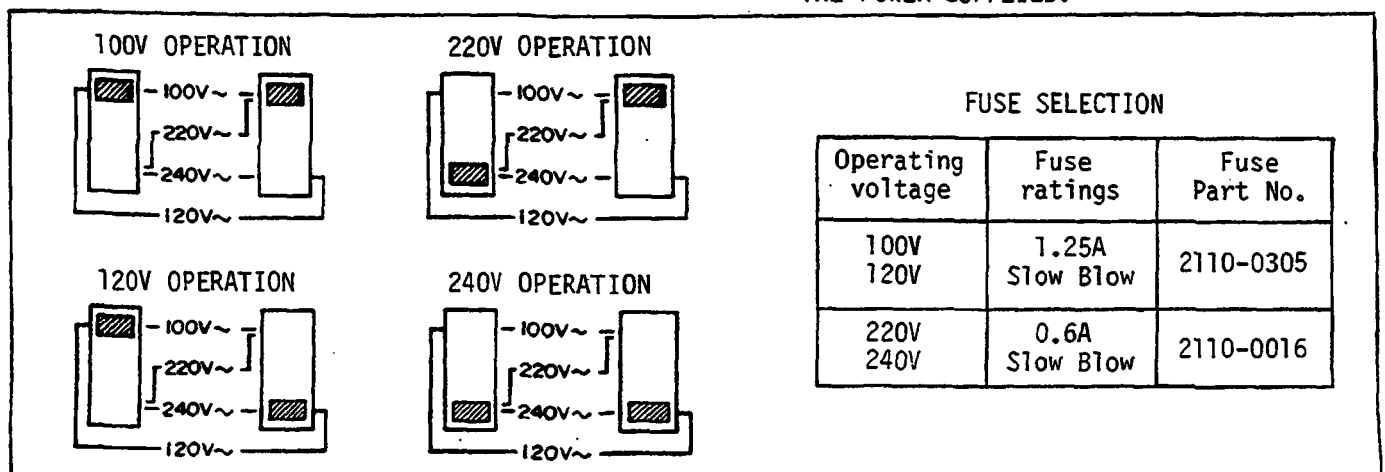 100V OPERATION
-100V~
220V~
-240V~-
120V~
220V OPERATION
-100V~
220V~
-240V~-
120V~
120V OPERATION
-100V~
220V~
-240V~-
120V~
240V OPERATION
-100V~
220V~
-240V~-
120V~
FUSE SELECTION
Operating voltage | Fuse ratings | Fuse Part No.
100V 120V | 1.25A Slow Blow | 2110-0305
220V 240V | 0.6A Slow Blow | 2110-0016